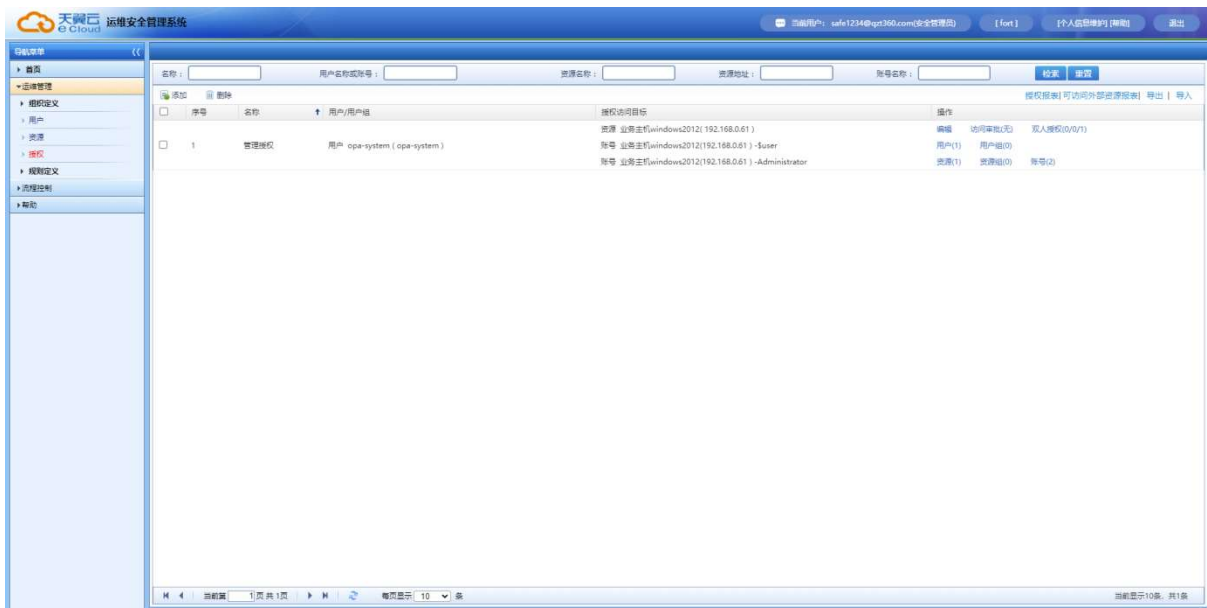 天翼云 e Cloud 运维安全管理系统
当前用户: safe1234@qzt360.com(安全管理员) [fort] [个人信息维护] [帮助] 退出
导航菜单
首页
运维管理
组织定义
用户
资源
授权
规则定义
流程控制
帮助
名称: 用户名称或账号: 资源名称: 资源地址: 账号名称: 检索 重置
添加 删除 授权报表| 可访问外部资源报表| 导出 | 导入
序号 名称 用户/用户组 授权访问目标 操作
资源 业务主机windows2012( 192.168.0.61 ) 编辑 访问审批(无) 双人授权(0/0/1)
1 管理授权 用户 opa-system ( opa-system ) 账号 业务主机windows2012(192.168.0.61 ) -$user 用户(1) 用户组(0)
账号 业务主机windows2012(192.168.0.61 ) -Administrator 资源(1) 资源组(0) 账号(2)
当前第 1 页 共 1页 每页显示 10 条 当前显示10条, 共1条